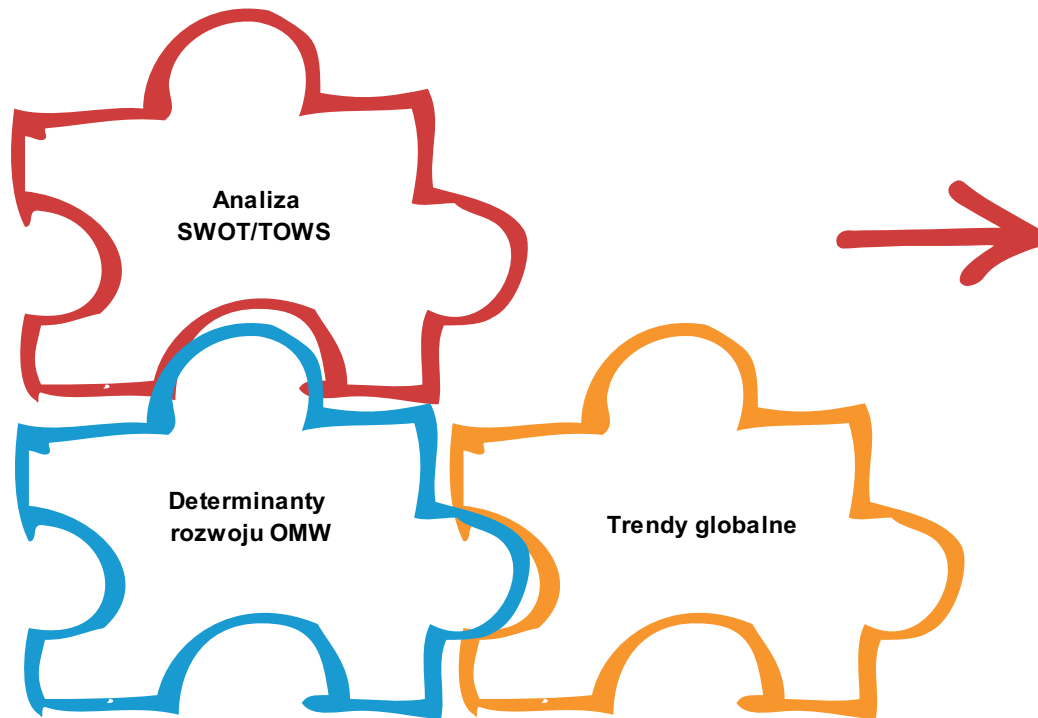 Analiza
SWOT/TOWS
Determinanty
rozwoju OMW
Trendy globalne